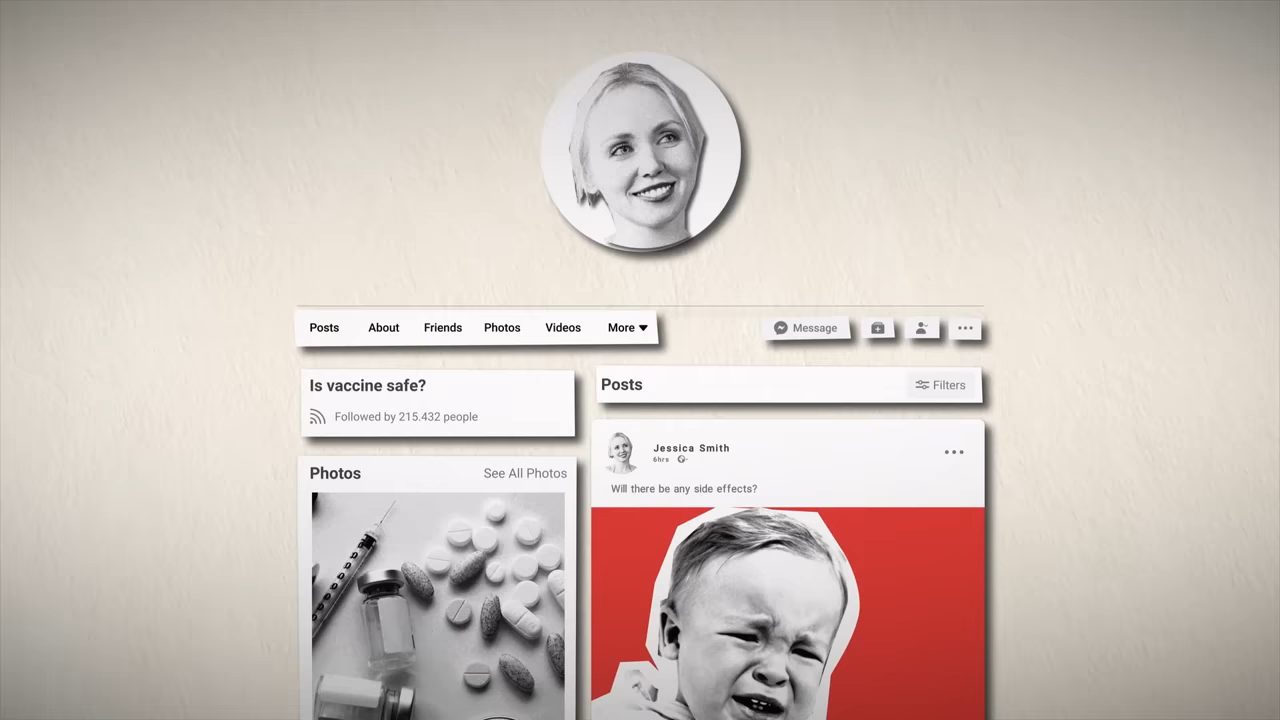 Posts About Friends Photos Videos More
Message
Is vaccine safe?
Followed by 215.432 people
Posts
Filters
Photos
See All Photos
Jessica Smith
6hrs
Will there be any side effects?